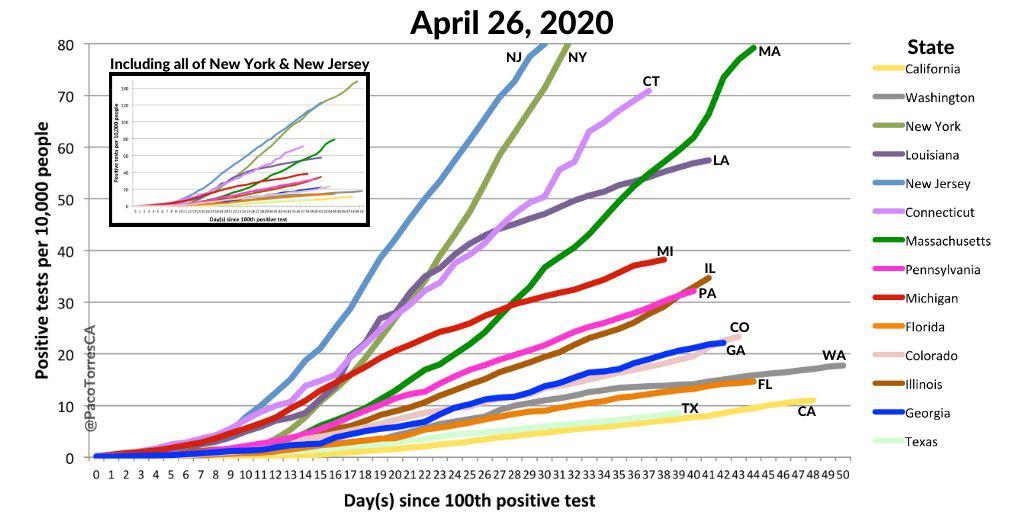 April 26, 2020
Including all of New York & New Jersey
Positive tests per 10,000 people
Day(s) since 100th positive test
80
70
60
50
40
30
20
10
0
Positive tests per 10,000 people
@PacoTorresCA
NJ
NY
MA
CT
LA
MI
IL
PA
CO
GA
WA
FL
TX
CA
0 1 2 3 4 5 6 7 8 9 10 11 12 13 14 15 16 17 18 19 20 21 22 23 24 25 26 27 28 29 30 31 32 33 34 35 36 37 38 39 40 41 42 43 44 45 46 47 48 49 50
Day(s) since 100th positive test
State
California
Washington
New York
Louisiana
New Jersey
Connecticut
Massachusetts
Pennsylvania
Michigan
Florida
Colorado
Illinois
Georgia
Texas